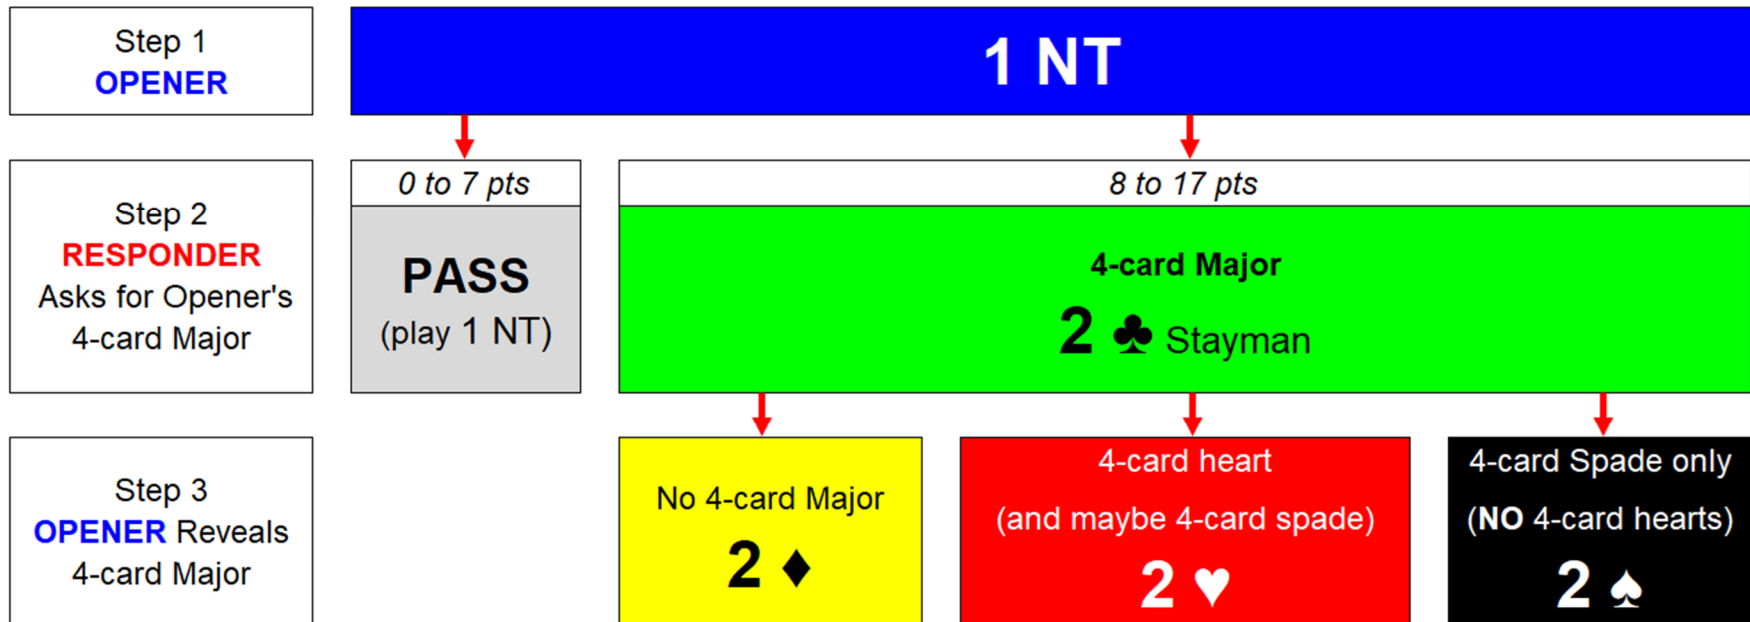 Step 1
OPENER
1 NT
Step 2
RESPONDER
Asks for Opener's
4-card Major
0 to 7 pts
PASS
(play 1 NT)
8 to 17 pts
4-card Major
2 ♣ Stayman
Step 3
OPENER Reveals
4-card Major
No 4-card Major
2 ♦
4-card heart
(and maybe 4-card spade)
2 ♥
4-card Spade only
(NO 4-card hearts)
2 ♠